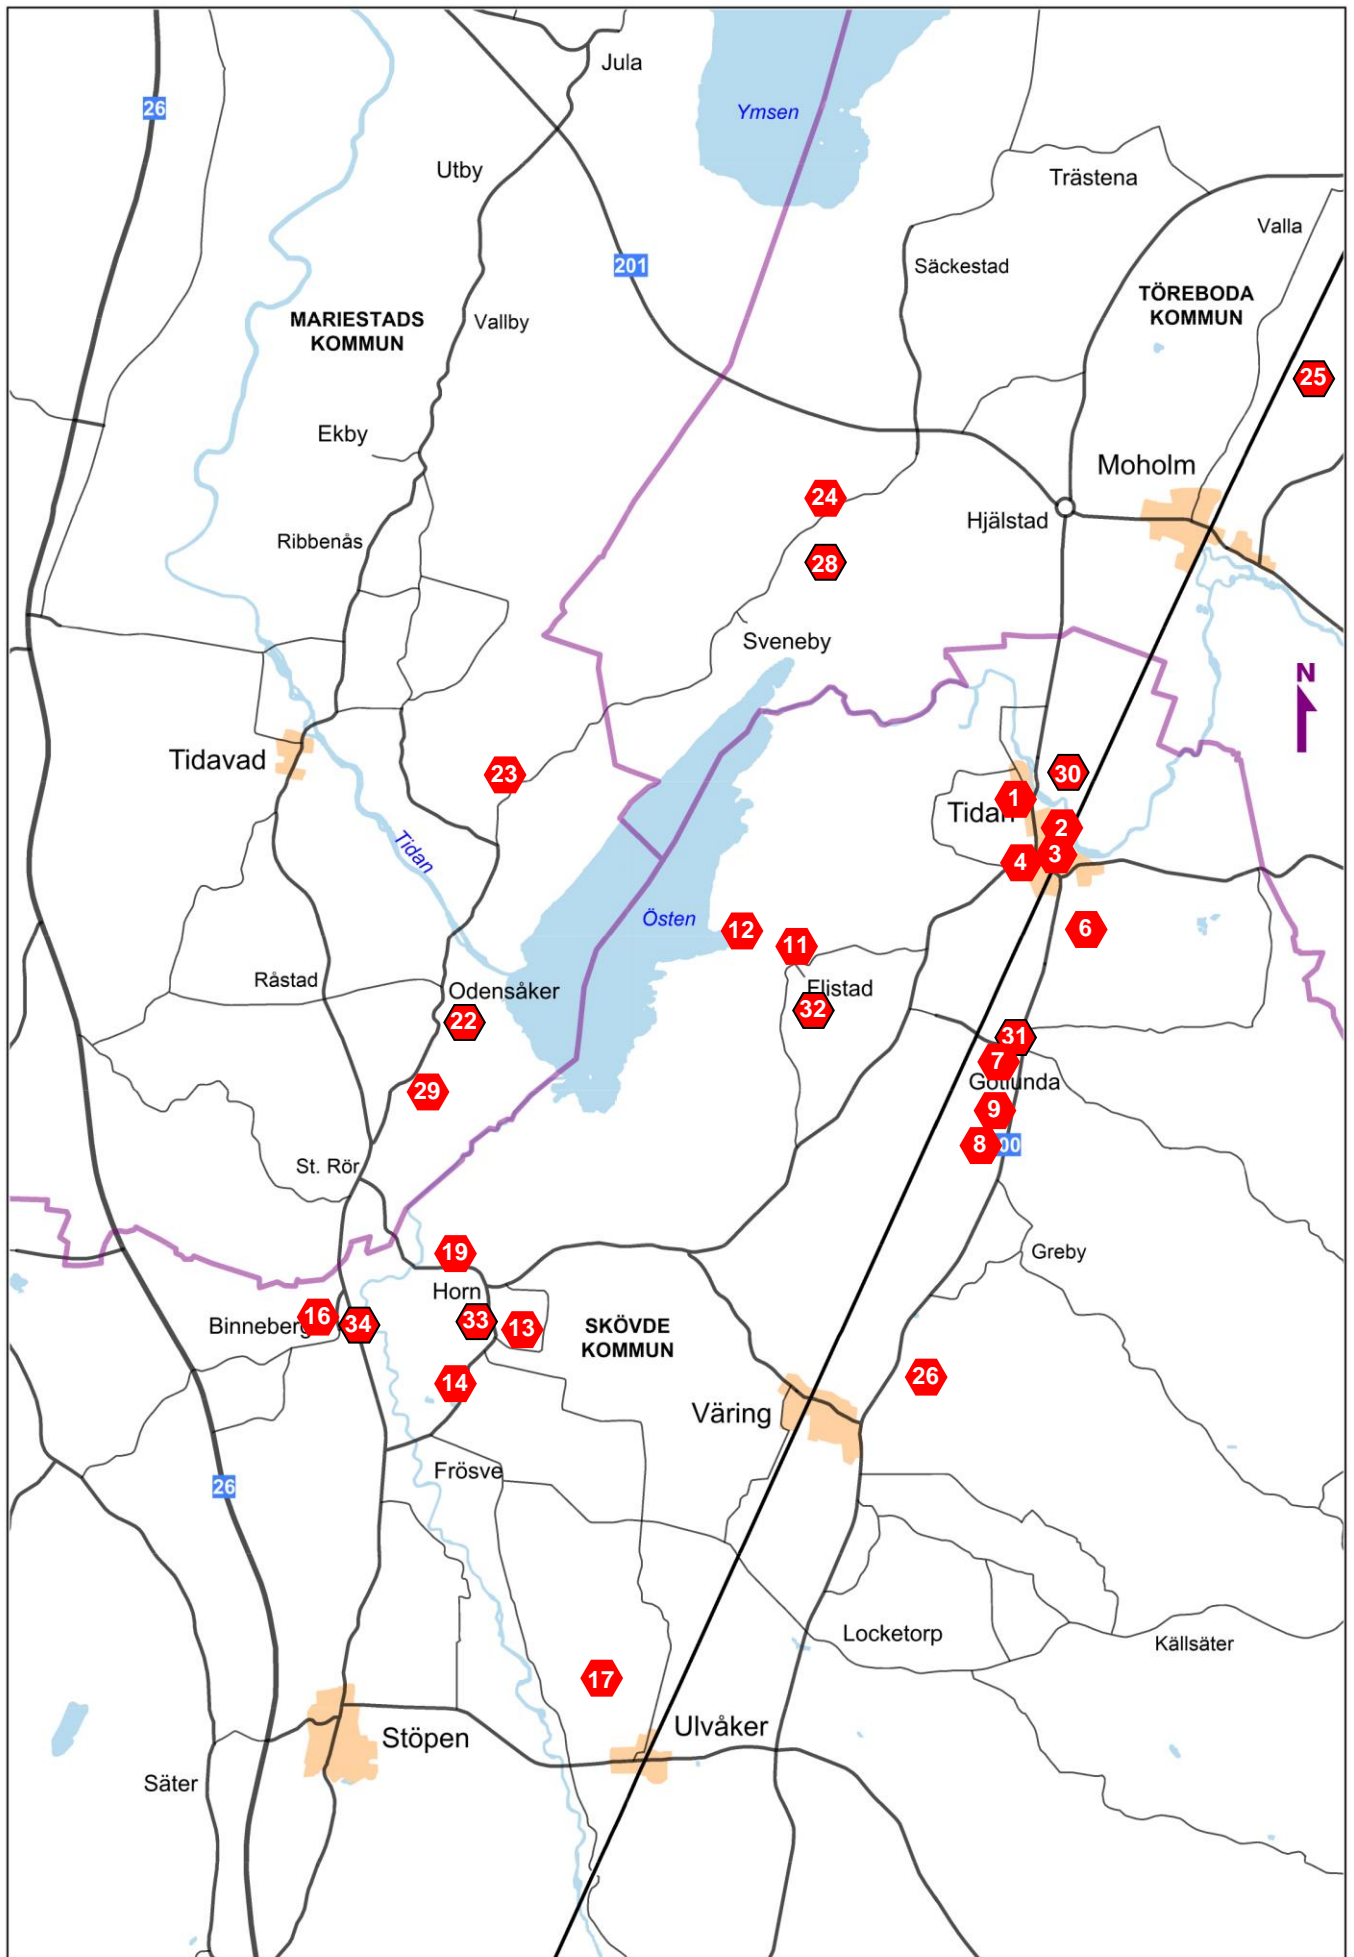 Jula
26
Ymsen
Utby
Trästena
Valla
201
Säckestad
MARIESTADS
KOMMUN
Vallby
TÖREBODA
KOMMUN
25
Ekby
Moholm
24
Hjälstad
Ribbenås
28
Sveneby
N
Tidavad
23
30
1
Tidan
2
Tidan
3
4
Östen
12
6
11
Råstad
Odensåker
Flistad
32
22
31
7
Götlunda
29
9
8
00
St. Rör
19
Greby
Horn
16
Binneberg
34
33
13
SKÖVDE
KOMMUN
14
26
Väring
Frösve
26
Locketorp
Källsäter
17
Ulvåker
Stöpen
Säter